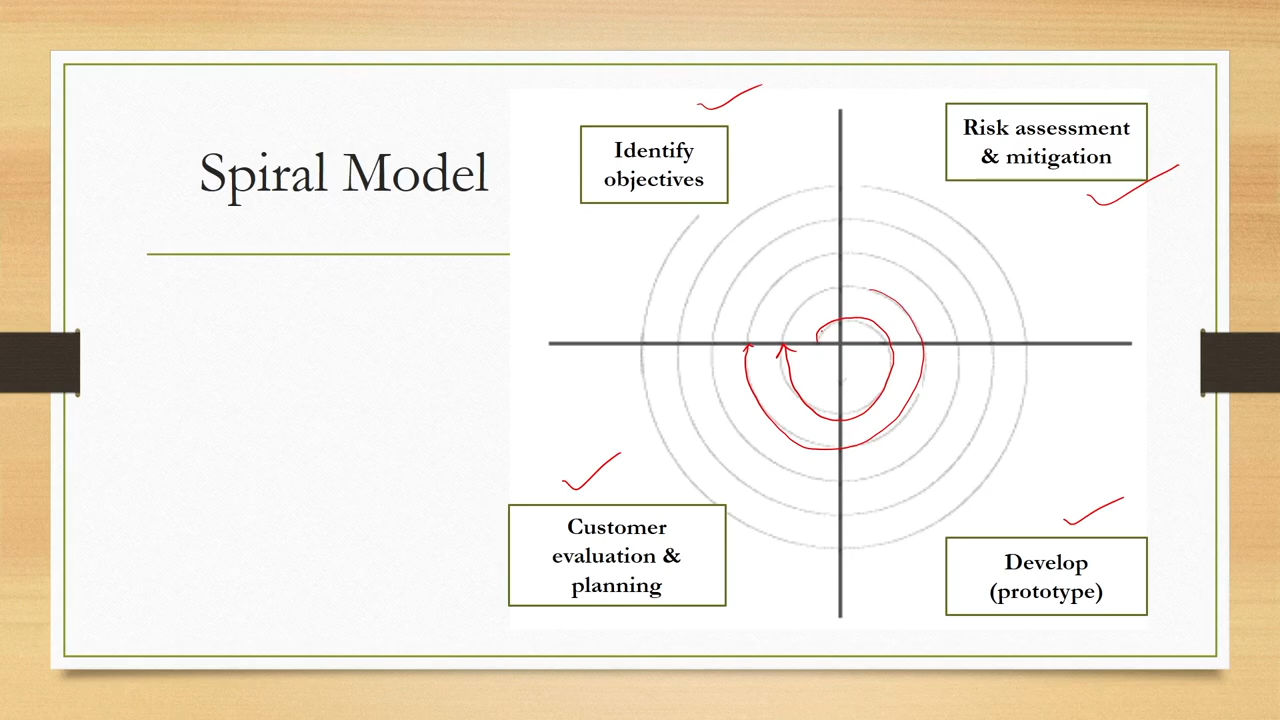 Spiral Model
Identify
objectives
Risk assessment
& mitigation
Customer
evaluation &
planning
Develop
(prototype)